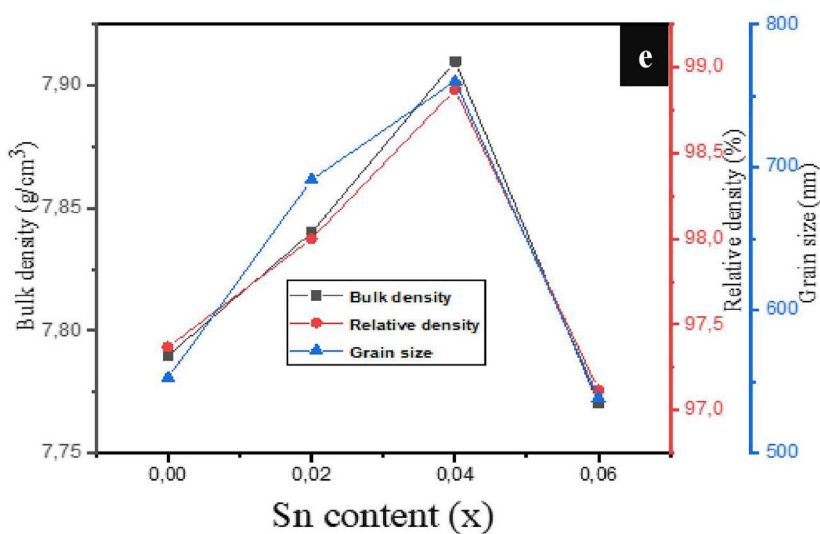 e
Bulk density (g/cm³)
7,90
7,85
7,80
7,75
0,00
0,02
0,04
0,06
Sn content (x)
Bulk density
Relative density
Grain size
99,0
98,5
98,0
97,5
97,0
Relative density (%)
800
700
600
500
Grain size (nm)